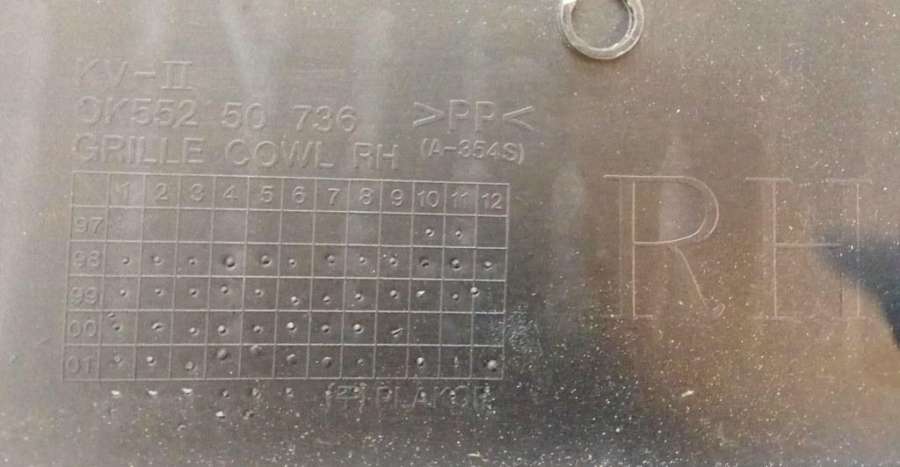 KV-II
0K552 50 736 >PP<
GRILLE COWL RH (A-354S)
RH
1 2 3 4 5 6 7 8 9 10 11 12
97
98
99
00
01
PLAKOR